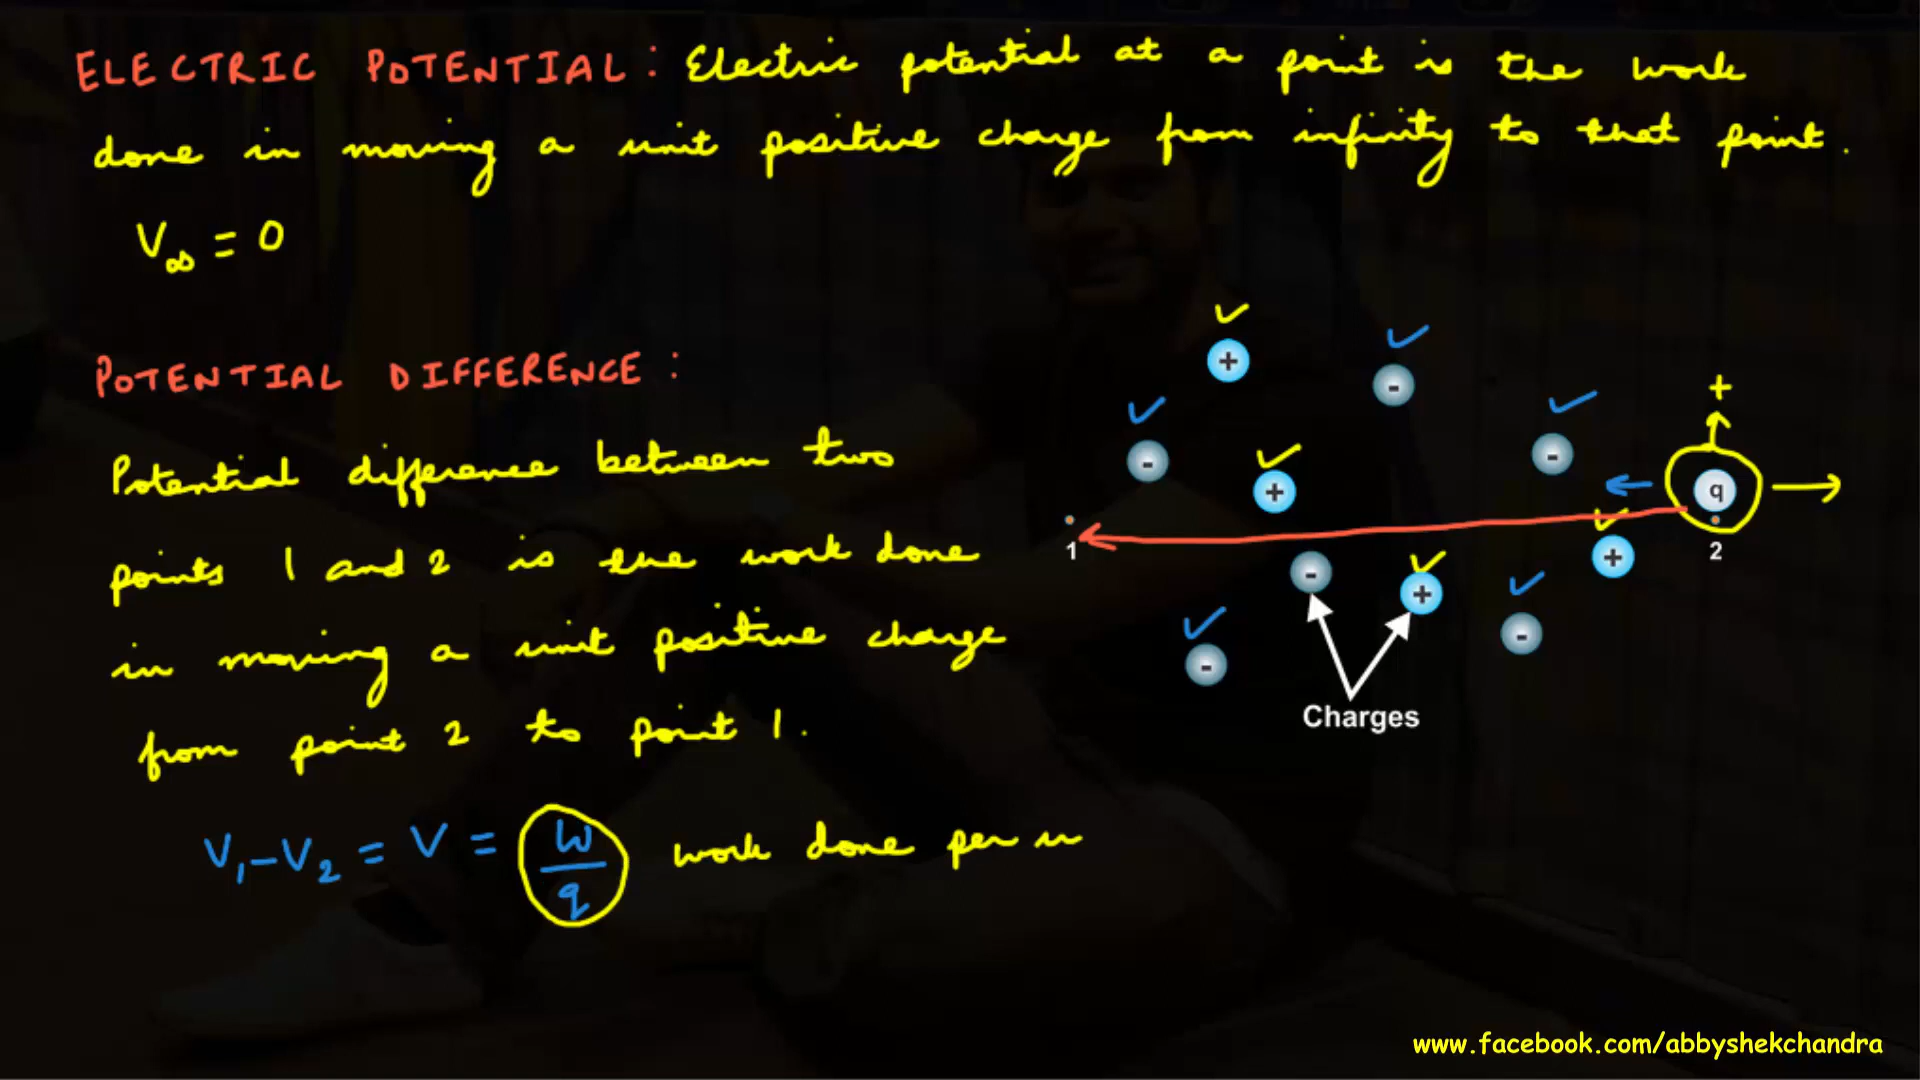 ELECTRIC POTENTIAL: Electric potential at a point is the work
done in moving a unit positive charge from infinity to that point.
V∞ = 0
POTENTIAL DIFFERENCE:
Potential difference between two
points 1 and 2 is the work done
in moving a unit positive charge
from point 2 to point 1.
V₁-V₂ = V = W/q work done per u
+
+ -
- + - q
1 2
- + +
- -
Charges
www.facebook.com/abbyshekchandra